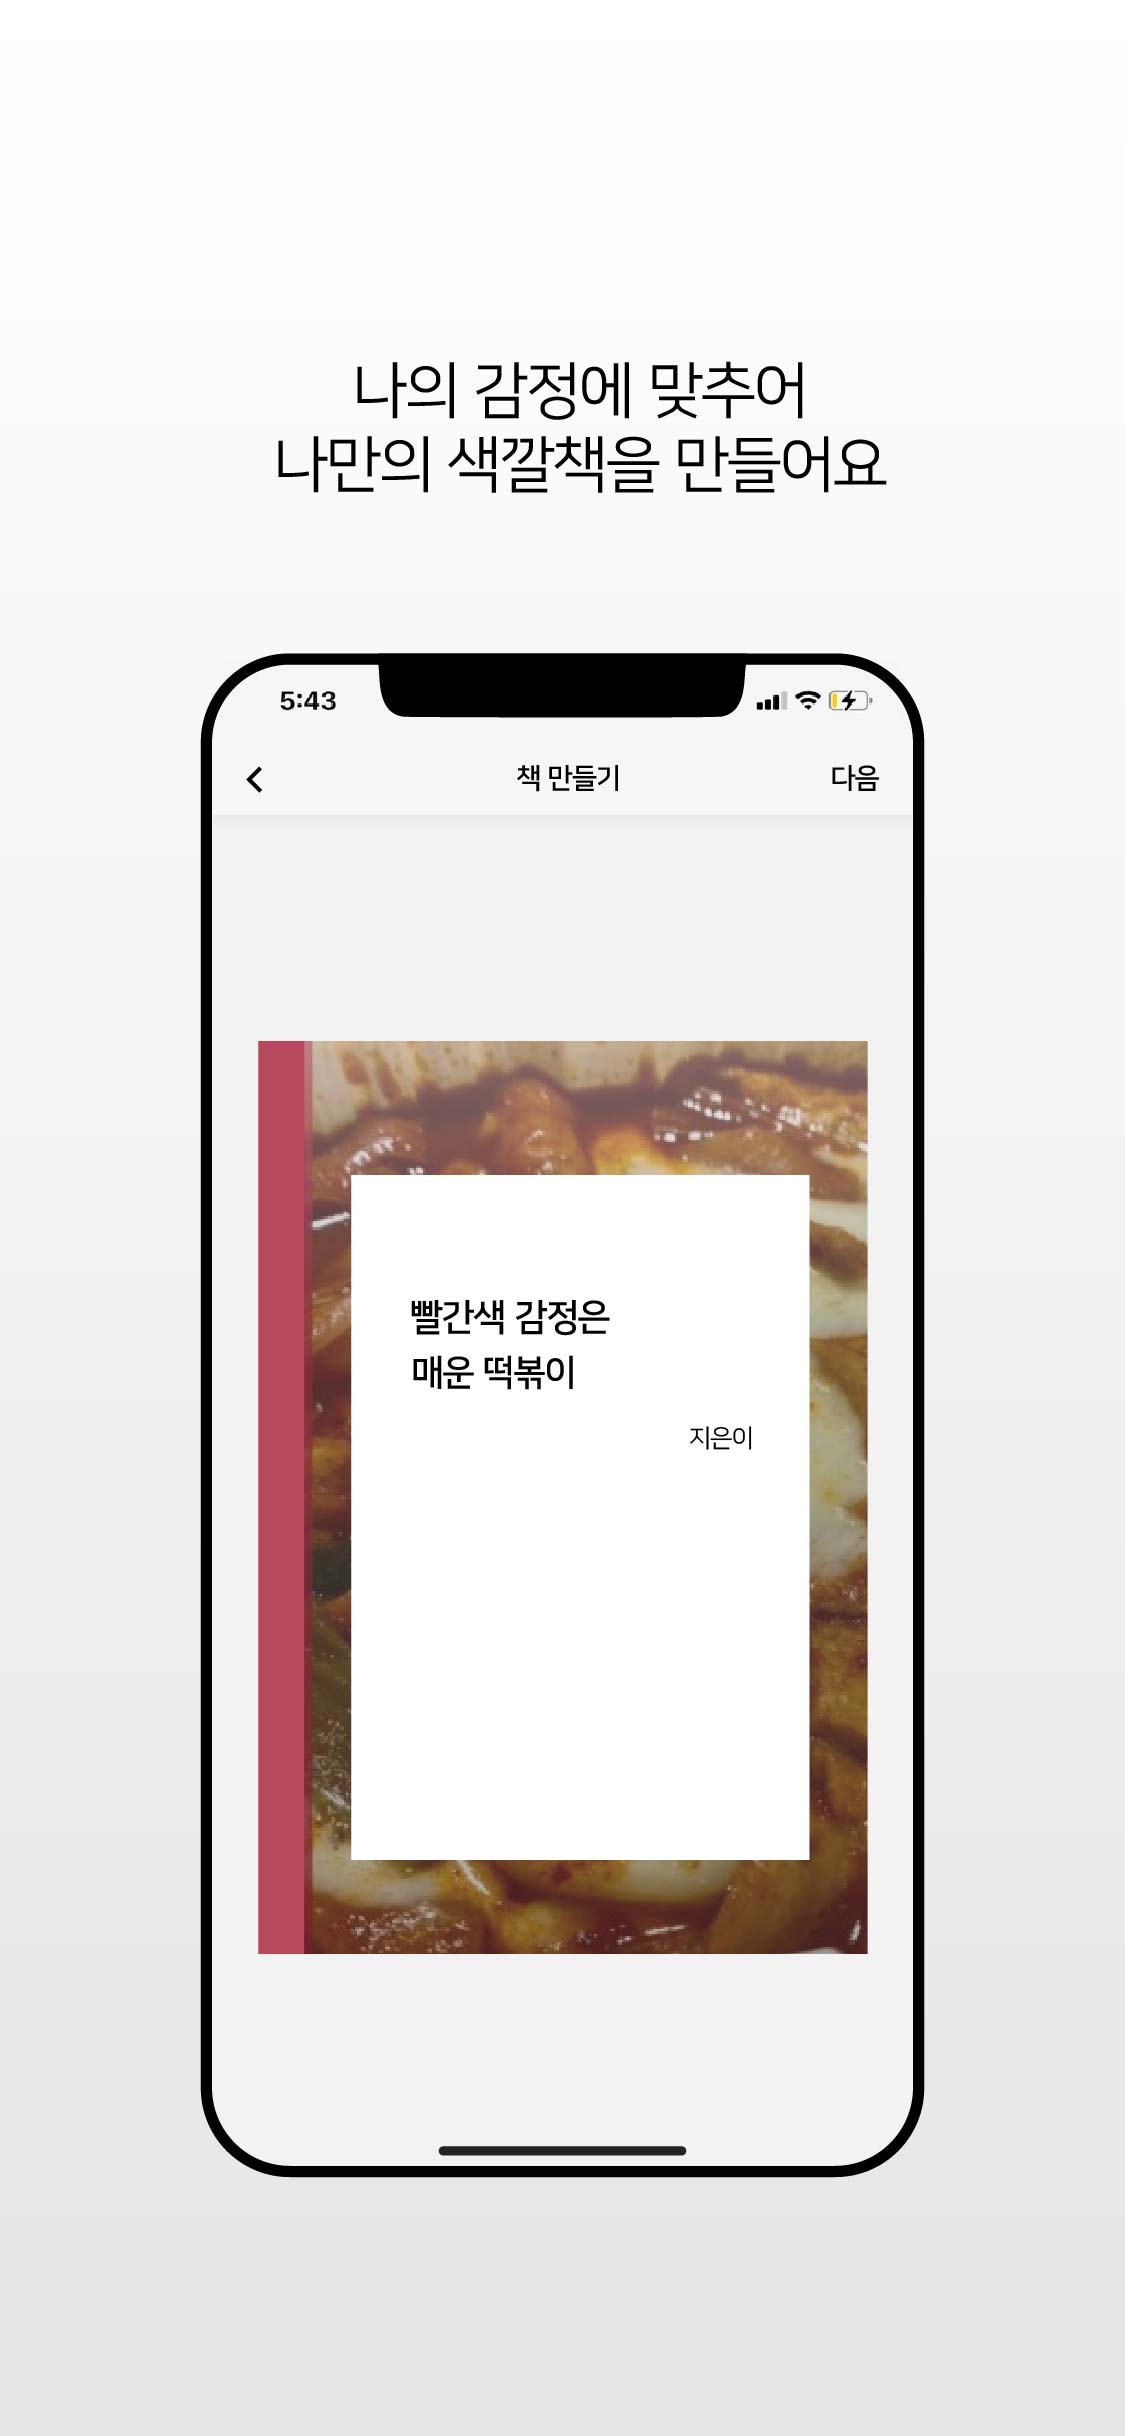 나의 감정에 맞추어
나만의 색깔책을 만들어요
5:43
책 만들기
다음
빨간색 감정은
매운 떡볶이
지은이